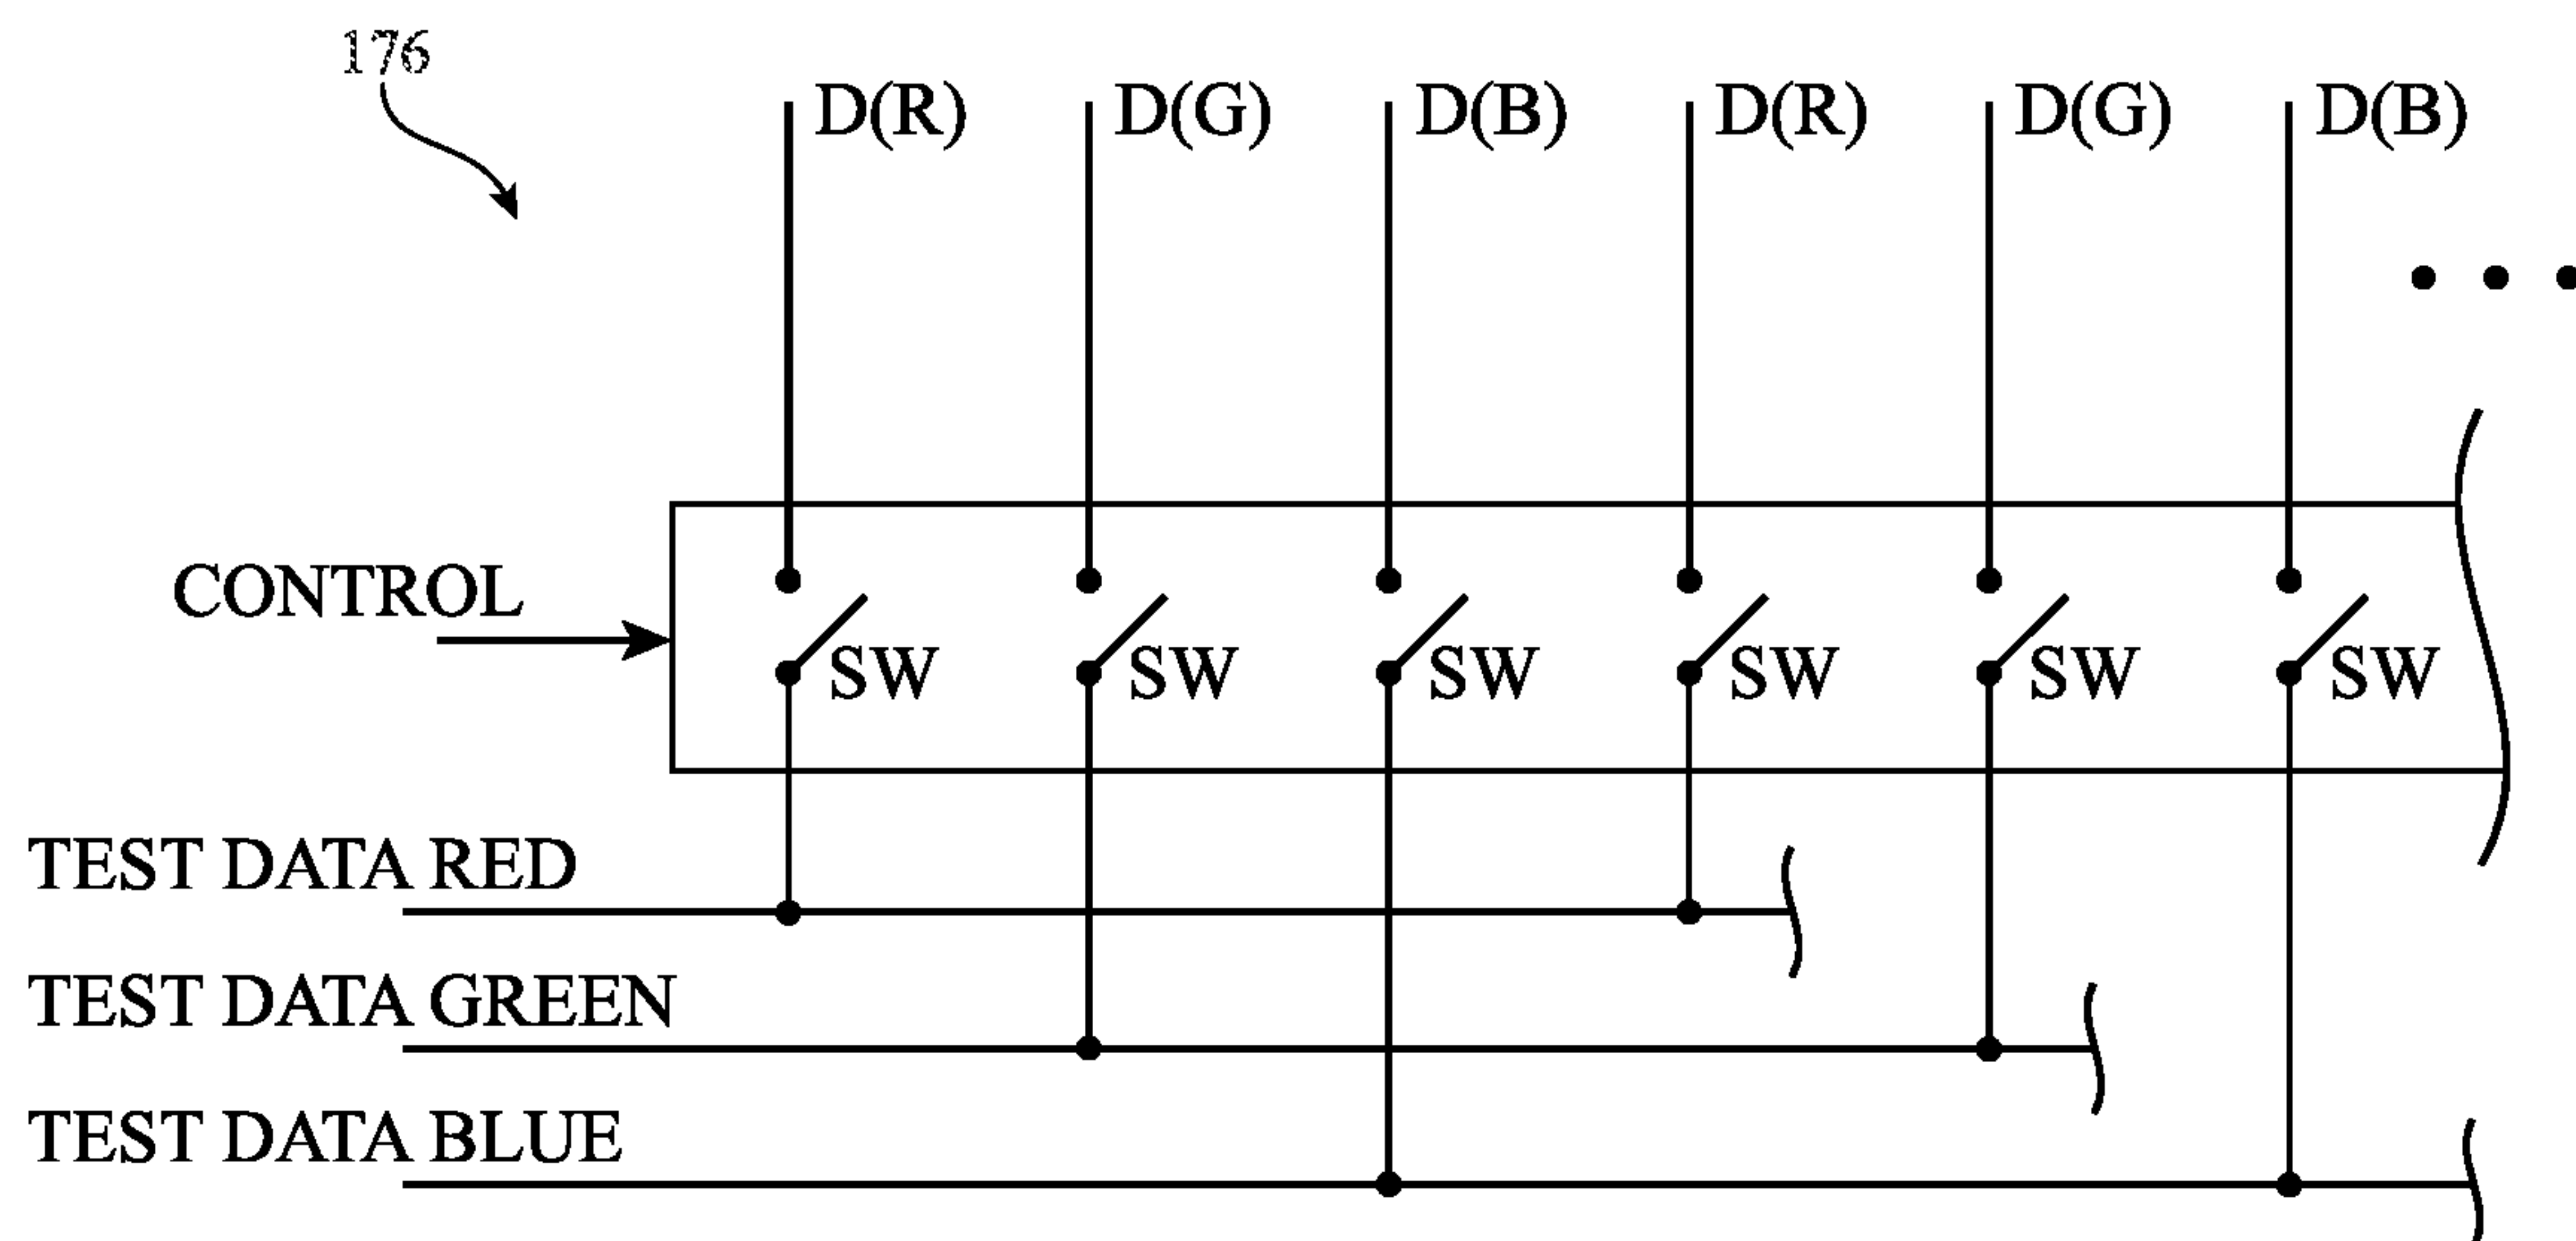 176
D(R) D(G) D(B) D(R) D(G) D(B)
CONTROL
SW SW SW SW SW SW
TEST DATA RED
TEST DATA GREEN
TEST DATA BLUE